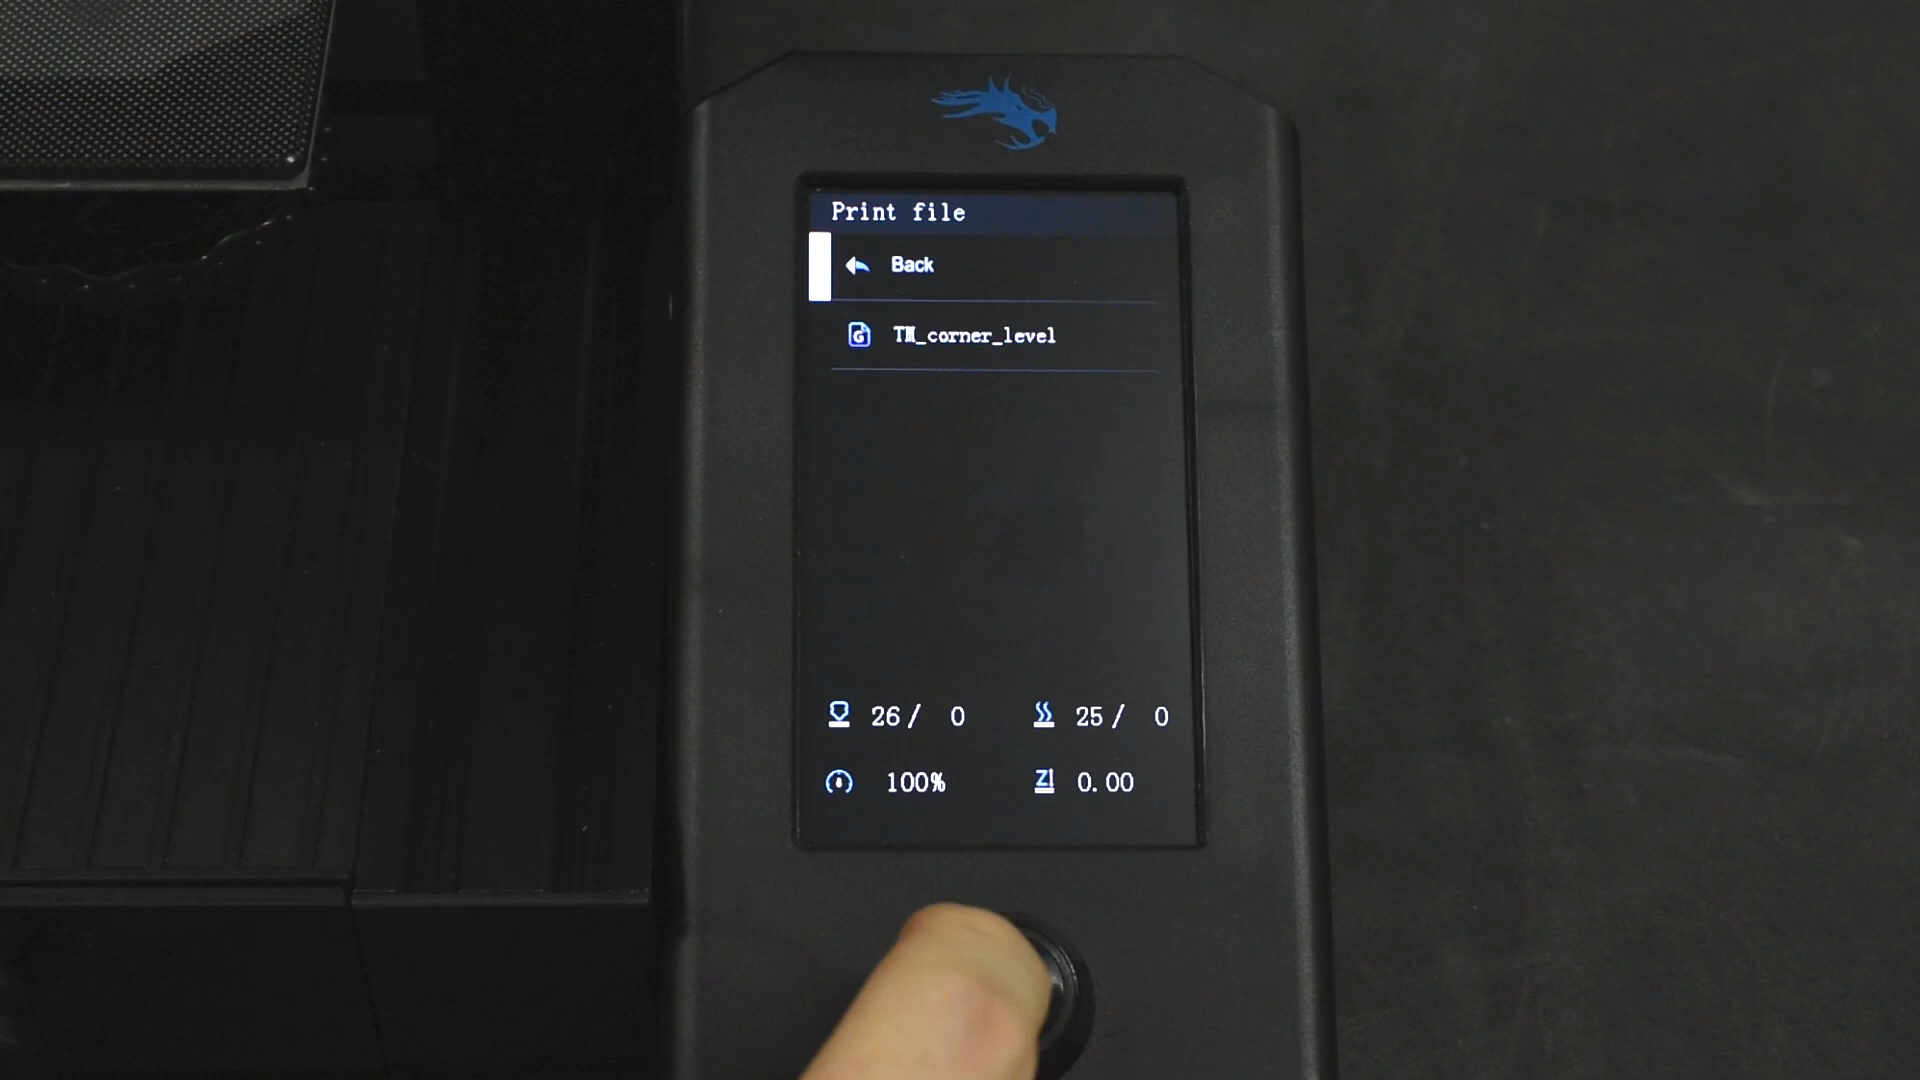 Print file
Back
TM_corner_level
26 / 0
25 / 0
100%
0.00